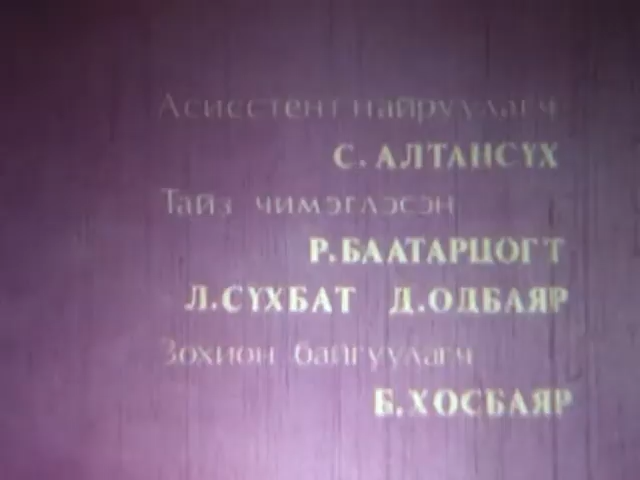 Асисстент найруулагч
С. АЛТАНСҮХ
Тайз чимэглэсэн
Р. БААТАРЦОГТ
Л. СҮХБАТ Д. ОДБАЯР
Зохион байгуулагч
Б. ХОСБАЯР